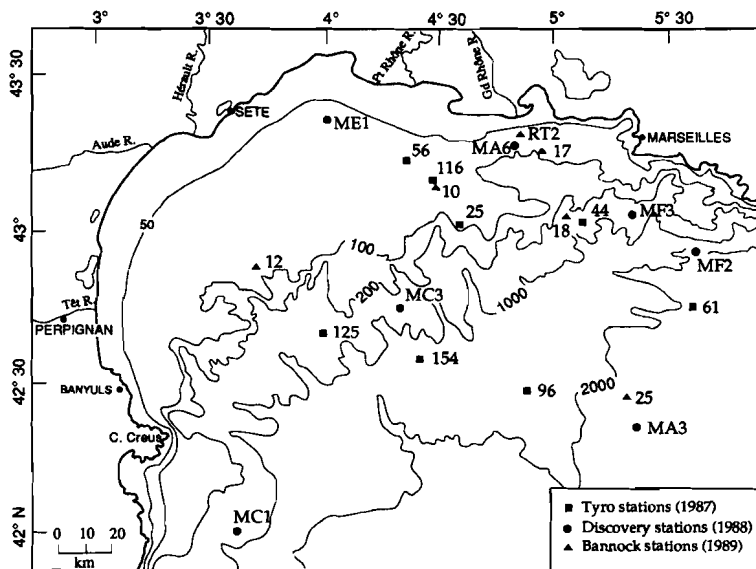 3° 3° 30 4° 4° 30 5° 5° 30
43° 30
43°
42° 30
42° N
Hérault R.
Pt Rhône R.
Gd Rhône R.
SETE
ME1
Aude R.
RT2
MA6
17
MARSEILLES
56
116
10
50
25
18
44
MF3
100
12
MF2
200
1000
MC3
Têt R.
61
PERPIGNAN
125
154
BANYULS
96
2000
25
C. Creus
MA3
MC1
0 10 20
km
Tyro stations (1987)
Discovery stations (1988)
Bannock stations (1989)